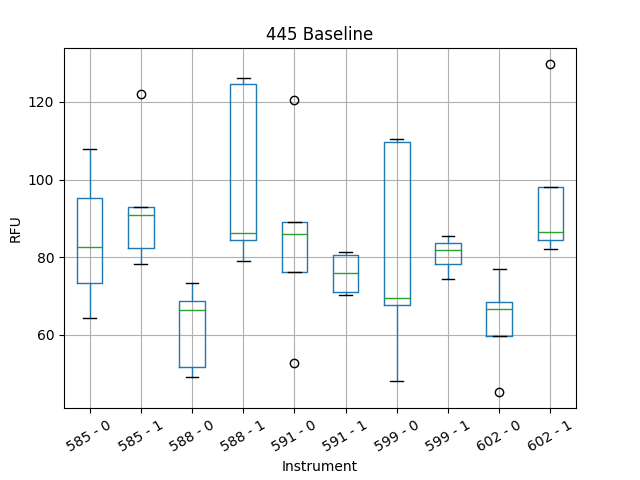 445 Baseline
RFU
120
100
80
60
585 - 0
585 - 1
588 - 0
588 - 1
591 - 0
591 - 1
599 - 0
599 - 1
602 - 0
602 - 1
Instrument